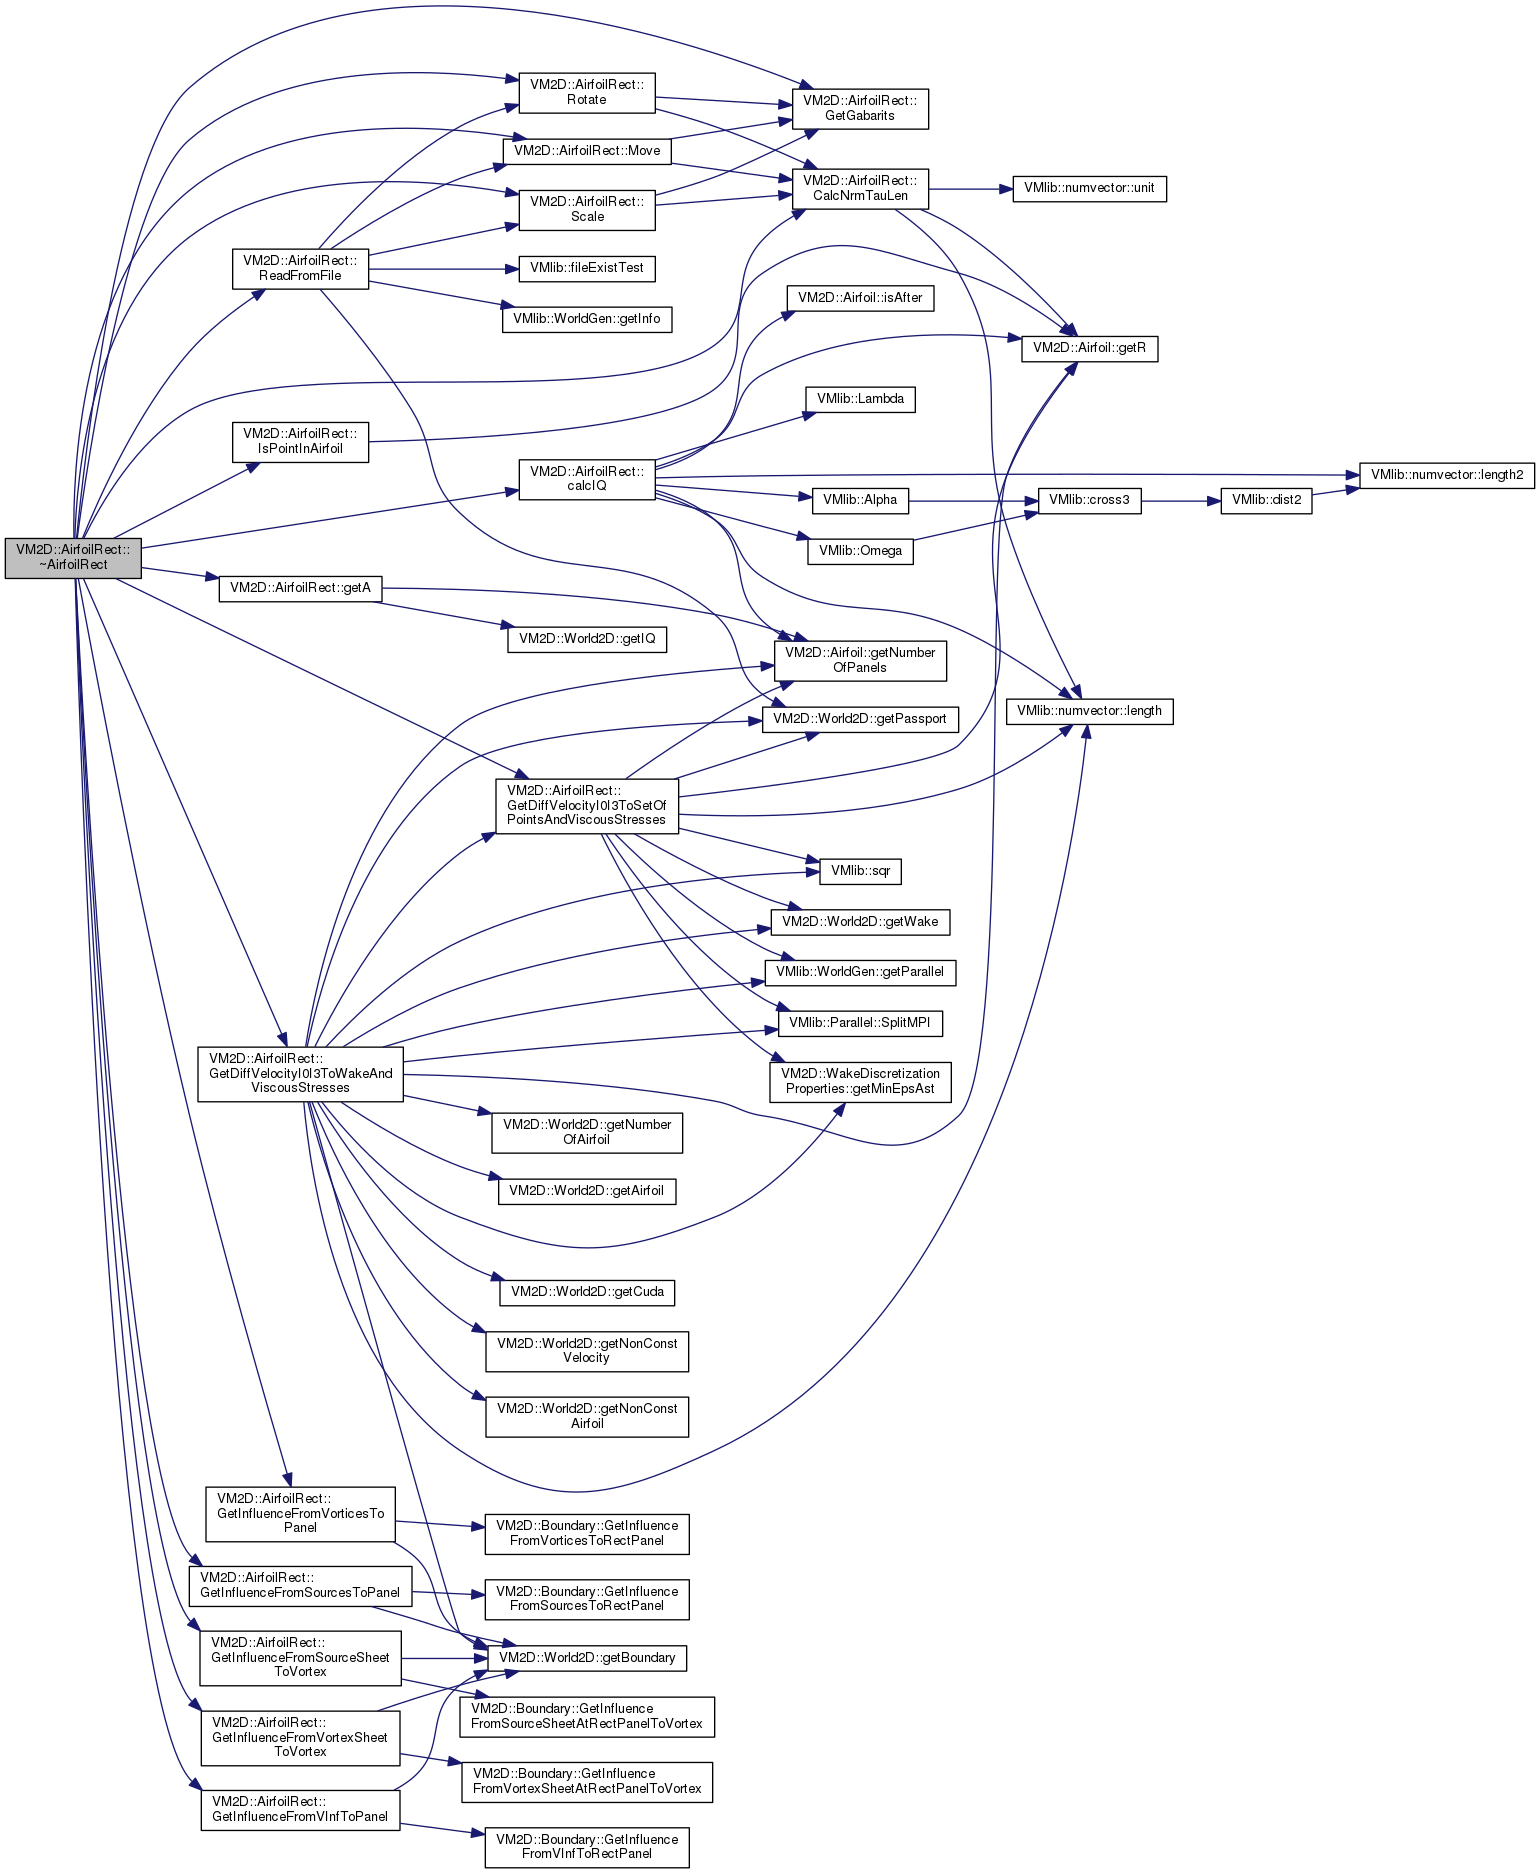 VM2D::AirfoilRect::
~AirfoilRect
VM2D::AirfoilRect::
ReadFromFile
VM2D::AirfoilRect::
IsPointInAirfoil
VM2D::AirfoilRect::getA
VM2D::AirfoilRect::
GetDiffVelocityI0I3ToWakeAnd
ViscousStresses
VM2D::AirfoilRect::
GetInfluenceFromVorticesTo
Panel
VM2D::AirfoilRect::
GetInfluenceFromSourcesToPanel
VM2D::AirfoilRect::
GetInfluenceFromSourceSheet
ToVortex
VM2D::AirfoilRect::
GetInfluenceFromVortexSheet
ToVortex
VM2D::AirfoilRect::
GetInfluenceFromVInfToPanel
VM2D::AirfoilRect::
Rotate
VM2D::AirfoilRect::Move
VM2D::AirfoilRect::
Scale
VMlib::fileExistTest
VMlib::WorldGen::getInfo
VM2D::AirfoilRect::
calcIQ
VM2D::World2D::getIQ
VM2D::AirfoilRect::
GetDiffVelocityI0I3ToSetOf
PointsAndViscousStresses
VM2D::World2D::getNumber
OfAirfoil
VM2D::World2D::getAirfoil
VM2D::World2D::getCuda
VM2D::World2D::getNonConst
Velocity
VM2D::World2D::getNonConst
Airfoil
VM2D::Boundary::GetInfluence
FromVorticesToRectPanel
VM2D::Boundary::GetInfluence
FromSourcesToRectPanel
VM2D::World2D::getBoundary
VM2D::Boundary::GetInfluence
FromSourceSheetAtRectPanelToVortex
VM2D::Boundary::GetInfluence
FromVortexSheetAtRectPanelToVortex
VM2D::Boundary::GetInfluence
FromVInfToRectPanel
VM2D::AirfoilRect::
GetGabarits
VM2D::AirfoilRect::
CalcNrmTauLen
VM2D::Airfoil::isAfter
VMlib::Lambda
VMlib::Alpha
VMlib::Omega
VM2D::Airfoil::getNumber
OfPanels
VM2D::World2D::getPassport
VMlib::sqr
VM2D::World2D::getWake
VMlib::WorldGen::getParallel
VMlib::Parallel::SplitMPI
VM2D::WakeDiscretization
Properties::getMinEpsAst
VMlib::numvector::unit
VM2D::Airfoil::getR
VMlib::cross3
VMlib::numvector::length
VMlib::dist2
VMlib::numvector::length2